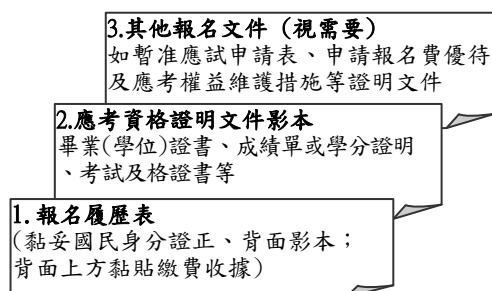 3.其他報名文件（視需要）
如暫准應試申請表、申請報名費優待
及應考權益維護措施等證明文件
2.應考資格證明文件影本
畢業(學位)證書、成績單或學分證明
、考試及格證書等
1.報名履歷表
(黏妥國民身分證正、背面影本；
背面上方黏貼繳費收據)